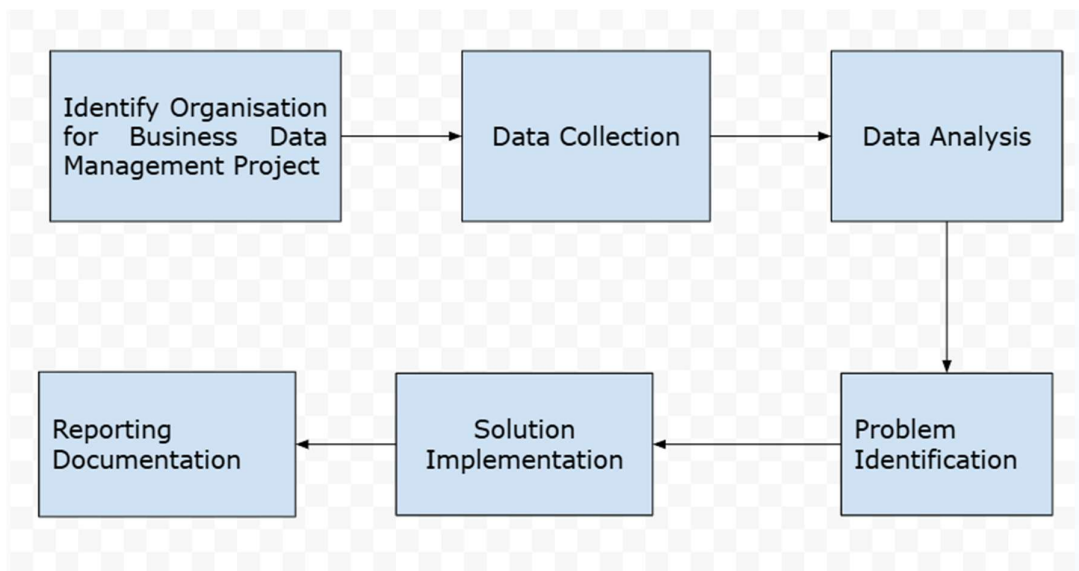 Identify Organisation
for Business Data
Management Project
Data Collection
Data Analysis
Problem
Identification
Solution
Implementation
Reporting
Documentation